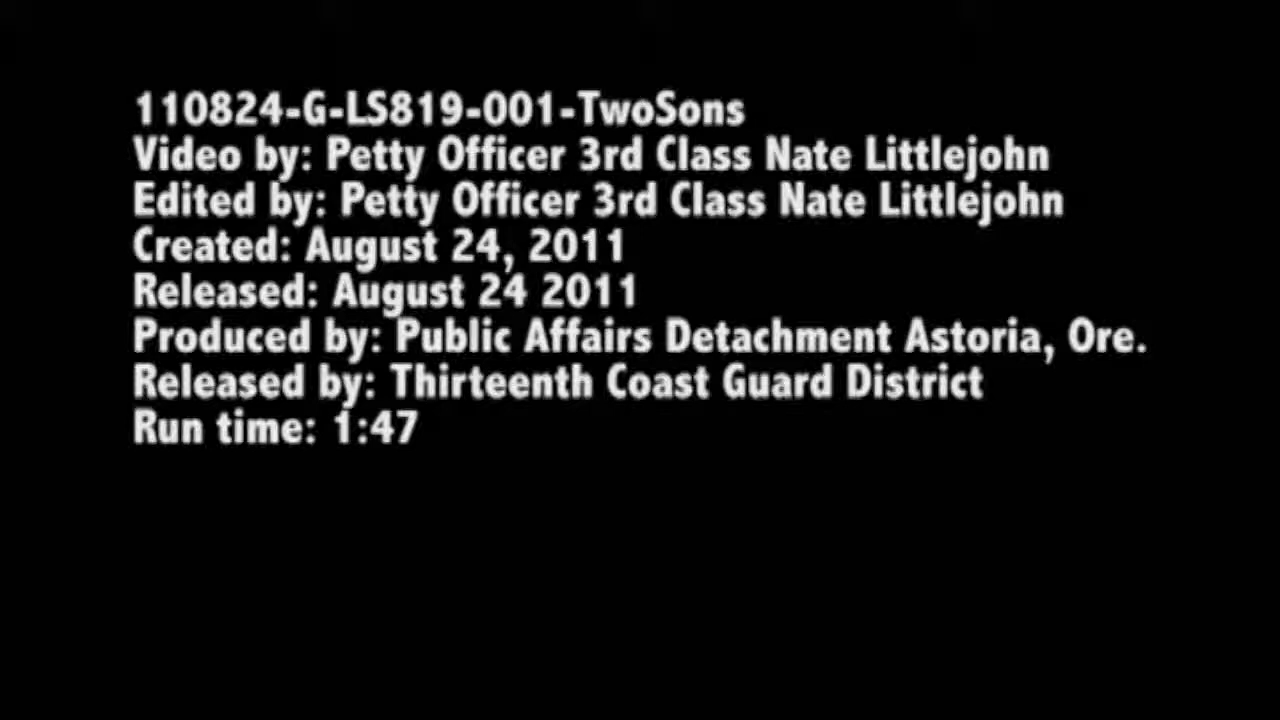 110824-G-LS819-001-TwoSons
Video by: Petty Officer 3rd Class Nate Littlejohn
Edited by: Petty Officer 3rd Class Nate Littlejohn
Created: August 24, 2011
Released: August 24 2011
Produced by: Public Affairs Detachment Astoria, Ore.
Released by: Thirteenth Coast Guard District
Run time: 1:47